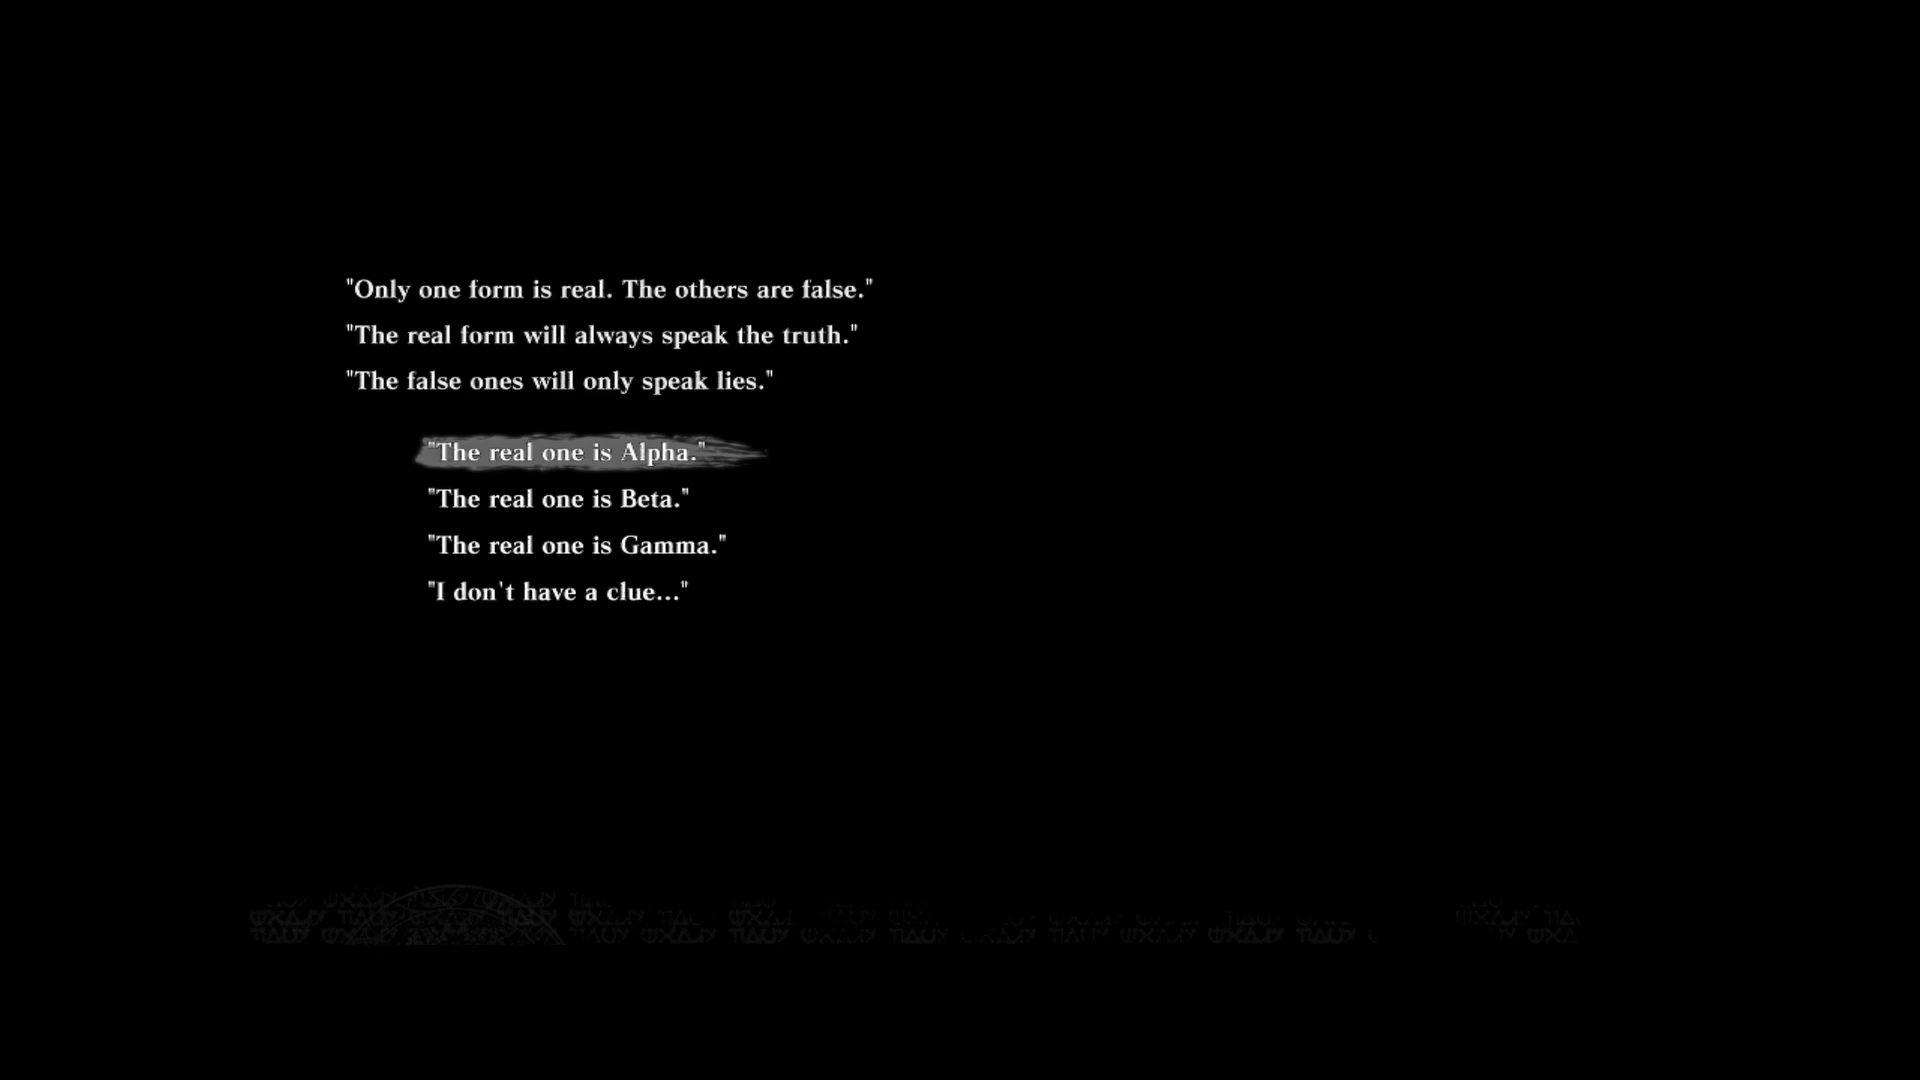 "Only one form is real. The others are false."
"The real form will always speak the truth."
"The false ones will only speak lies."
"The real one is Alpha."
"The real one is Beta."
"The real one is Gamma."
"I don't have a clue..."